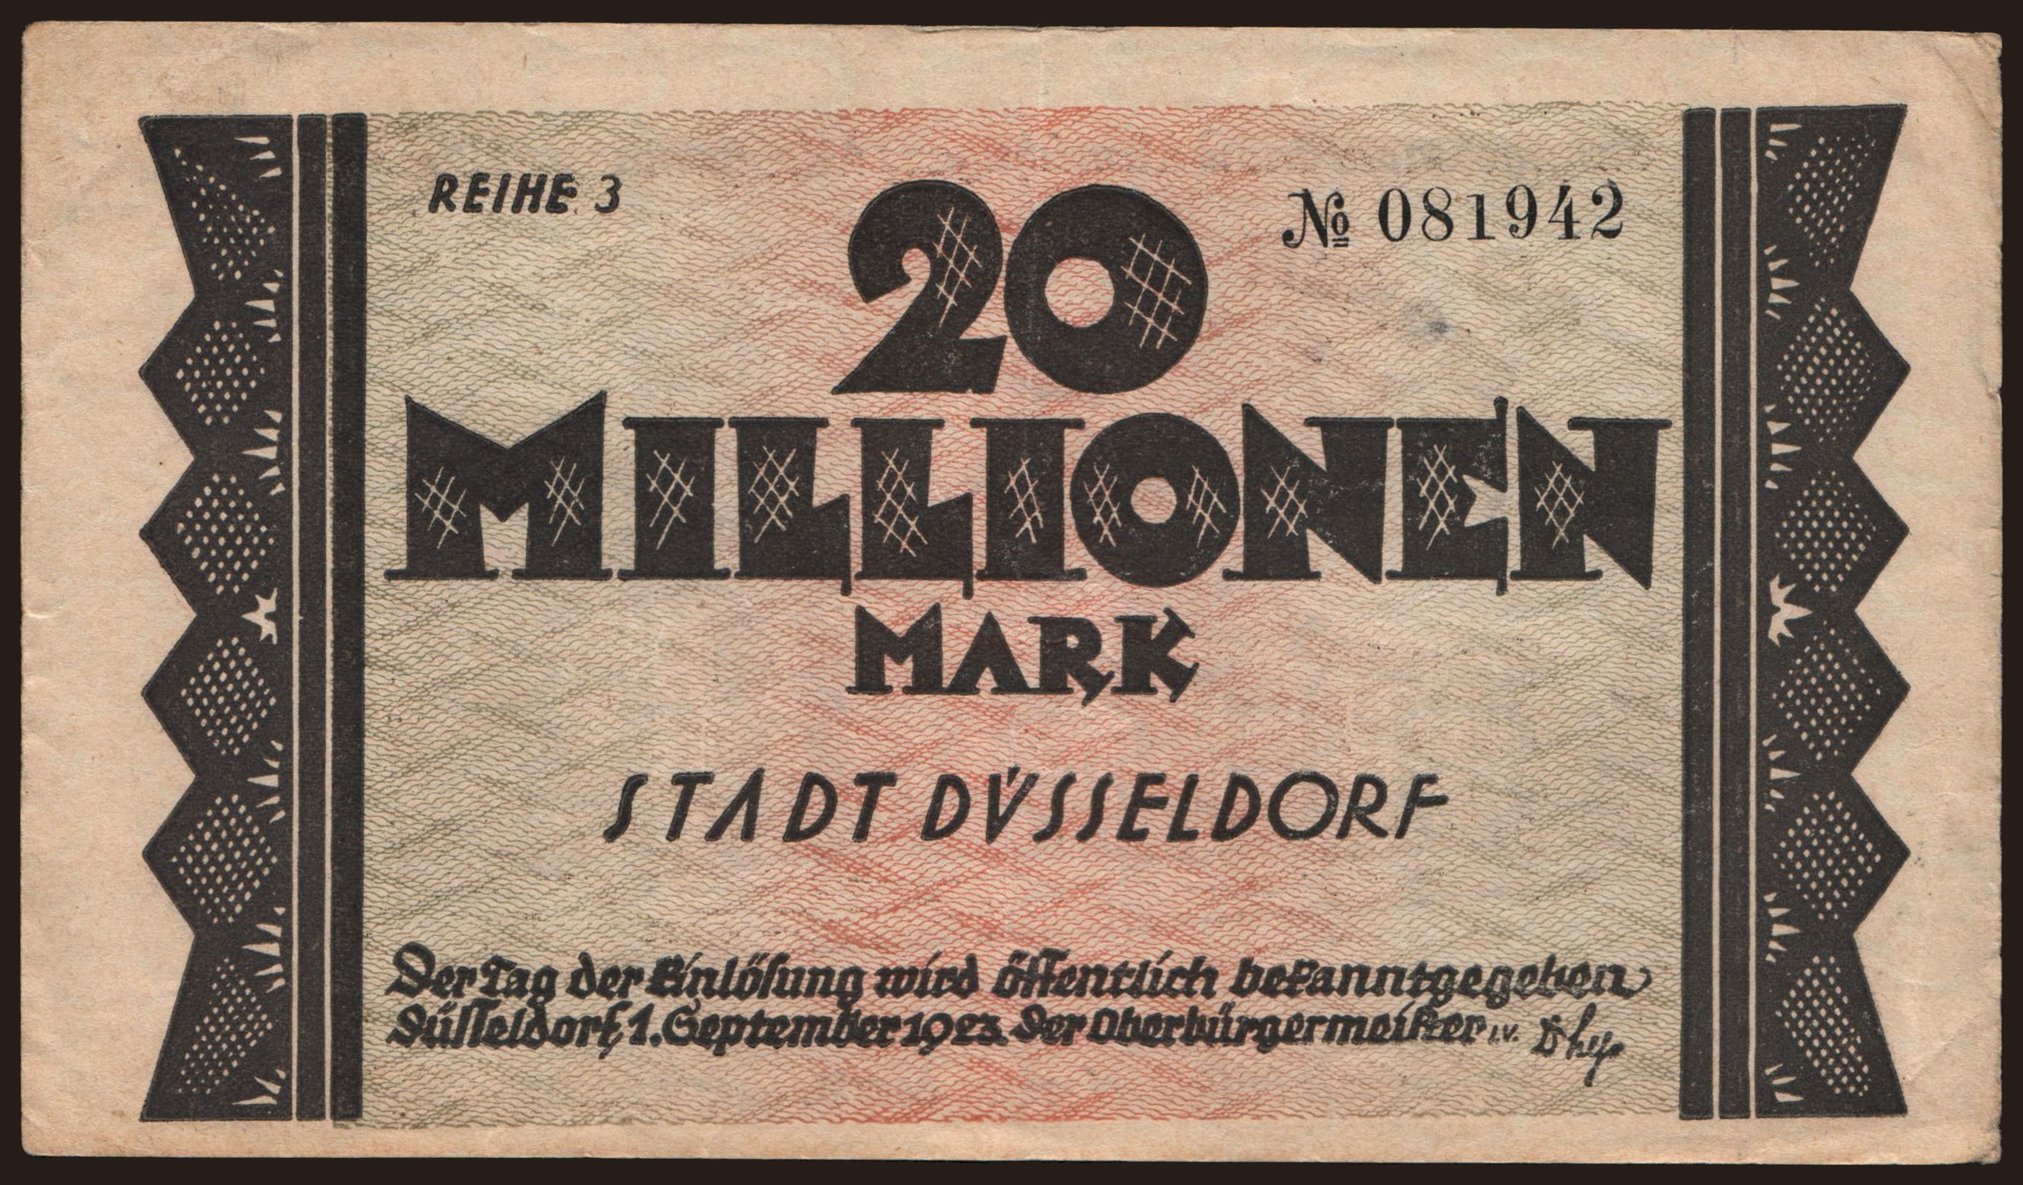 REIHE 3
№ 081942
20
MILLIONEN
MARK
STADT DÜSSELDORF
Der Tag der Einlösung wird öffentlich bekanntgegeben
Düsseldorf, 1. September 1923. Der Oberbürgermeister i.V.